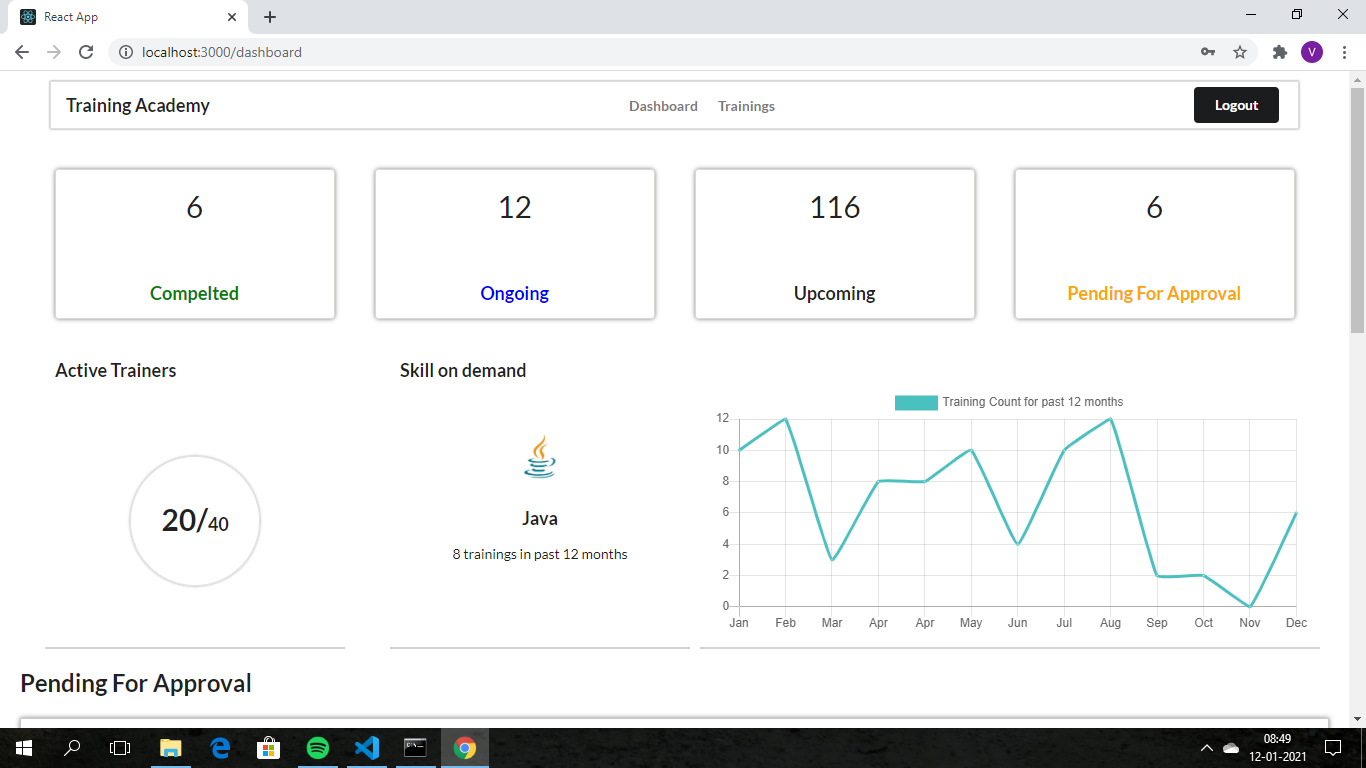 React App
localhost:3000/dashboard
V
Training Academy
Dashboard Trainings
Logout
6
Compelted
12
Ongoing
116
Upcoming
6
Pending For Approval
Active Trainers
20/40
Skill on demand
Java
8 trainings in past 12 months
Training Count for past 12 months
12
10
8
6
4
2
0
Jan Feb Mar Apr Apr May Jun Jul Aug Sep Oct Nov Dec
Pending For Approval
08:49
12-01-2021